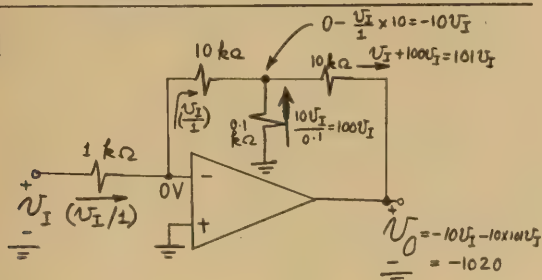 0 - v_I/1 × 10 = -10v_I
10 kΩ
10 kΩ
v_I + 100v_I = 101v_I
(v_I/1)
0.1 kΩ
10v_I/0.1 = 100v_I
1 kΩ
0V
-
+
+
v_I
-
(v_I/1)
+
v_O = -10v_I - 10×101v_I
-
= -1020